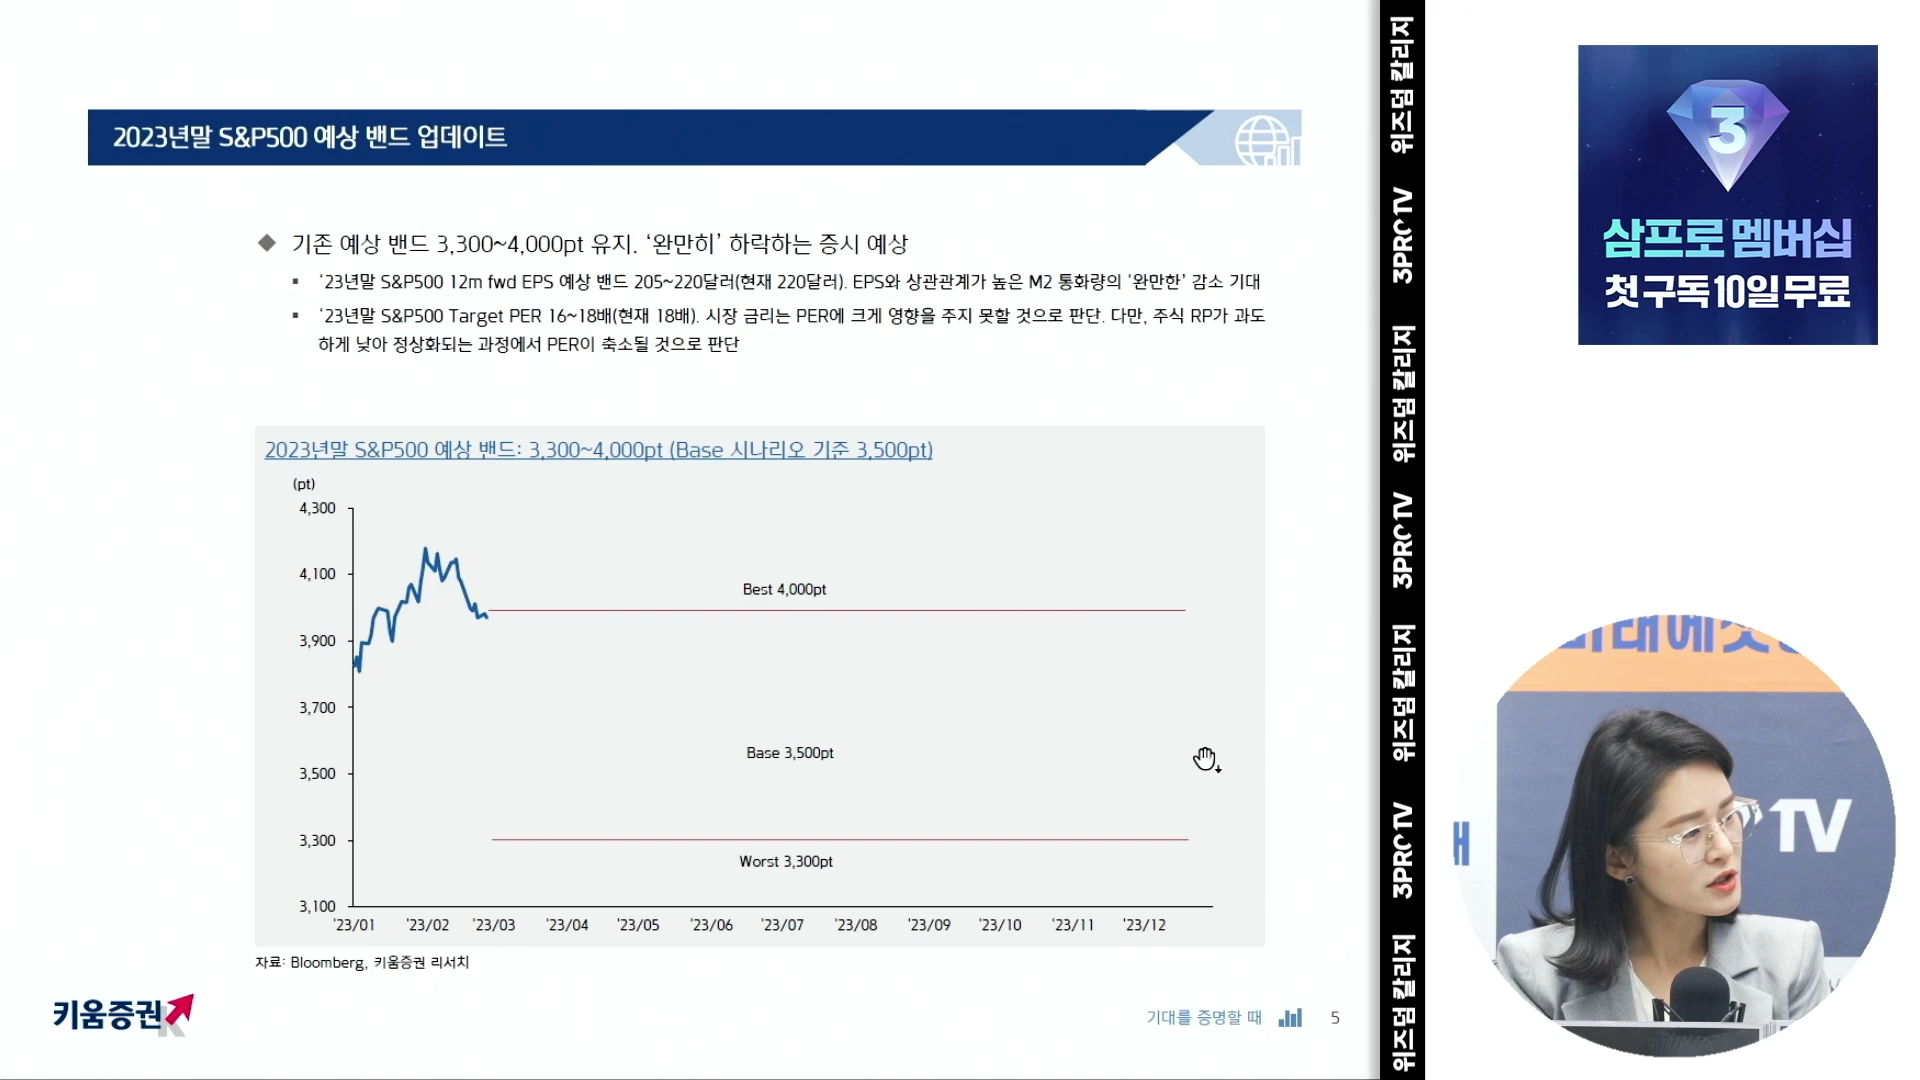 2023년말 S&P500 예상 밴드 업데이트
기존 예상 밴드 3,300~4,000pt 유지. ‘완만히’ 하락하는 증시 예상
‘23년말 S&P500 12m fwd EPS 예상 밴드 205~220달러(현재 220달러). EPS와 상관관계가 높은 M2 통화량의 ‘완만한’ 감소 기대
‘23년말 S&P500 Target PER 16~18배(현재 18배). 시장 금리는 PER에 크게 영향을 주지 못할 것으로 판단. 다만, 주식 RP가 과도
하게 낮아 정상화되는 과정에서 PER이 축소될 것으로 판단
2023년말 S&P500 예상 밴드: 3,300~4,000pt (Base 시나리오 기준 3,500pt)
(pt)
4,300
4,100
3,900
3,700
3,500
3,300
3,100
Best 4,000pt
Base 3,500pt
Worst 3,300pt
'23/01 '23/02 '23/03 '23/04 '23/05 '23/06 '23/07 '23/08 '23/09 '23/10 '23/11 '23/12
자료: Bloomberg, 키움증권 리서치
키움증권
기대를 증명할 때
5
위즈덤 칼리지
3PROTV
위즈덤 칼리지
3PROTV
위즈덤 칼리지
3PROTV
위즈덤 칼리지
3
삼프로 멤버십
첫 구독 10일 무료
미래에셋
TV